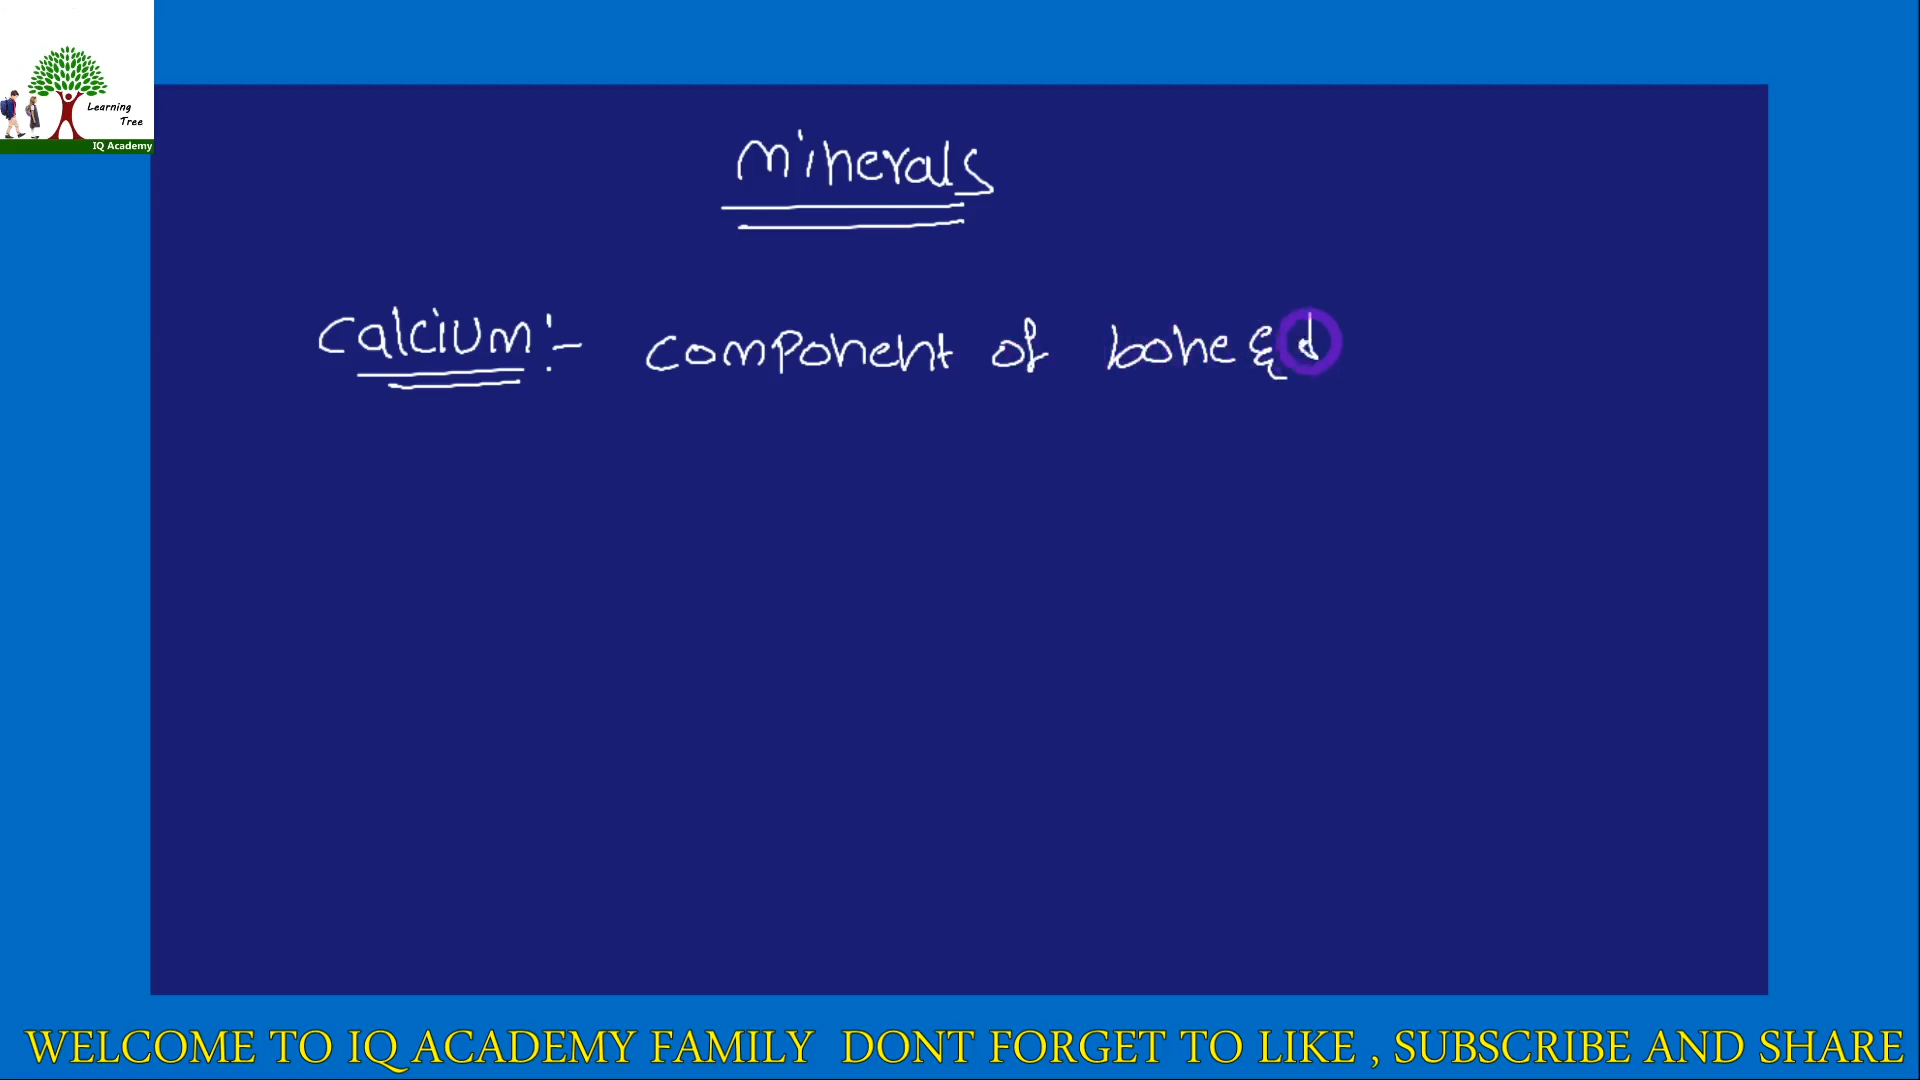 Learning
Tree
IQ Academy
Minerals
Calcium :- component of bone & d
WELCOME TO IQ ACADEMY FAMILY DONT FORGET TO LIKE , SUBSCRIBE AND SHARE